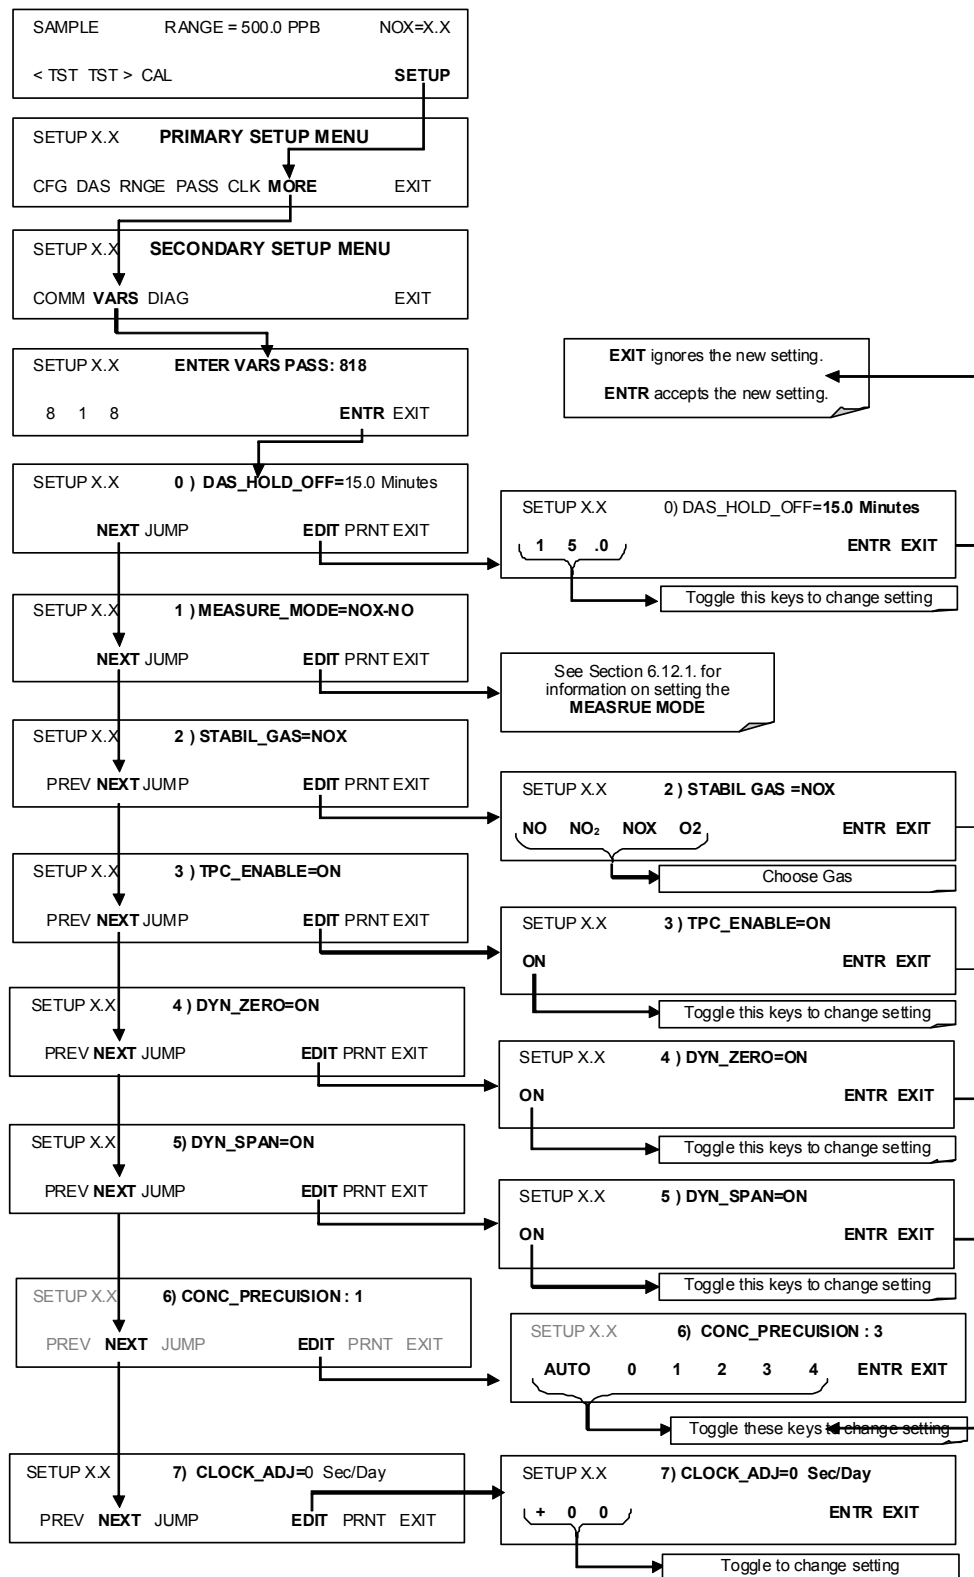 SAMPLE RANGE = 500.0 PPB NOX=X.X
< TST TST > CAL SETUP
SETUP X.X PRIMARY SETUP MENU
CFG DAS RNGE PASS CLK MORE EXIT
SETUP X.X SECONDARY SETUP MENU
COMM VARS DIAG EXIT
SETUP X.X ENTER VARS PASS: 818
8 1 8 ENTR EXIT
EXIT ignores the new setting.
ENTR accepts the new setting.
SETUP X.X 0 ) DAS_HOLD_OFF=15.0 Minutes
NEXT JUMP EDIT PRNT EXIT
SETUP X.X 0) DAS_HOLD_OFF=15.0 Minutes
1 5 .0 ENTR EXIT
Toggle this keys to change setting
SETUP X.X 1 ) MEASURE_MODE=NOX-NO
NEXT JUMP EDIT PRNT EXIT
See Section 6.12.1. for
information on setting the
MEASRUE MODE
SETUP X.X 2 ) STABIL_GAS=NOX
PREV NEXT JUMP EDIT PRNT EXIT
SETUP X.X 2 ) STABIL GAS =NOX
NO NO₂ NOX O2 ENTR EXIT
Choose Gas
SETUP X.X 3 ) TPC_ENABLE=ON
PREV NEXT JUMP EDIT PRNT EXIT
SETUP X.X 3 ) TPC_ENABLE=ON
ON ENTR EXIT
Toggle this keys to change setting
SETUP X.X 4 ) DYN_ZERO=ON
PREV NEXT JUMP EDIT PRNT EXIT
SETUP X.X 4 ) DYN_ZERO=ON
ON ENTR EXIT
Toggle this keys to change setting
SETUP X.X 5) DYN_SPAN=ON
PREV NEXT JUMP EDIT PRNT EXIT
SETUP X.X 5 ) DYN_SPAN=ON
ON ENTR EXIT
Toggle this keys to change setting
SETUP X.X 6) CONC_PRECUISION : 1
PREV NEXT JUMP EDIT PRNT EXIT
SETUP X.X 6) CONC_PRECUISION : 3
AUTO 0 1 2 3 4 ENTR EXIT
Toggle these keys to change setting
SETUP X.X 7) CLOCK_ADJ=0 Sec/Day
PREV NEXT JUMP EDIT PRNT EXIT
SETUP X.X 7) CLOCK_ADJ=0 Sec/Day
+ 0 0 ENTR EXIT
Toggle to change setting